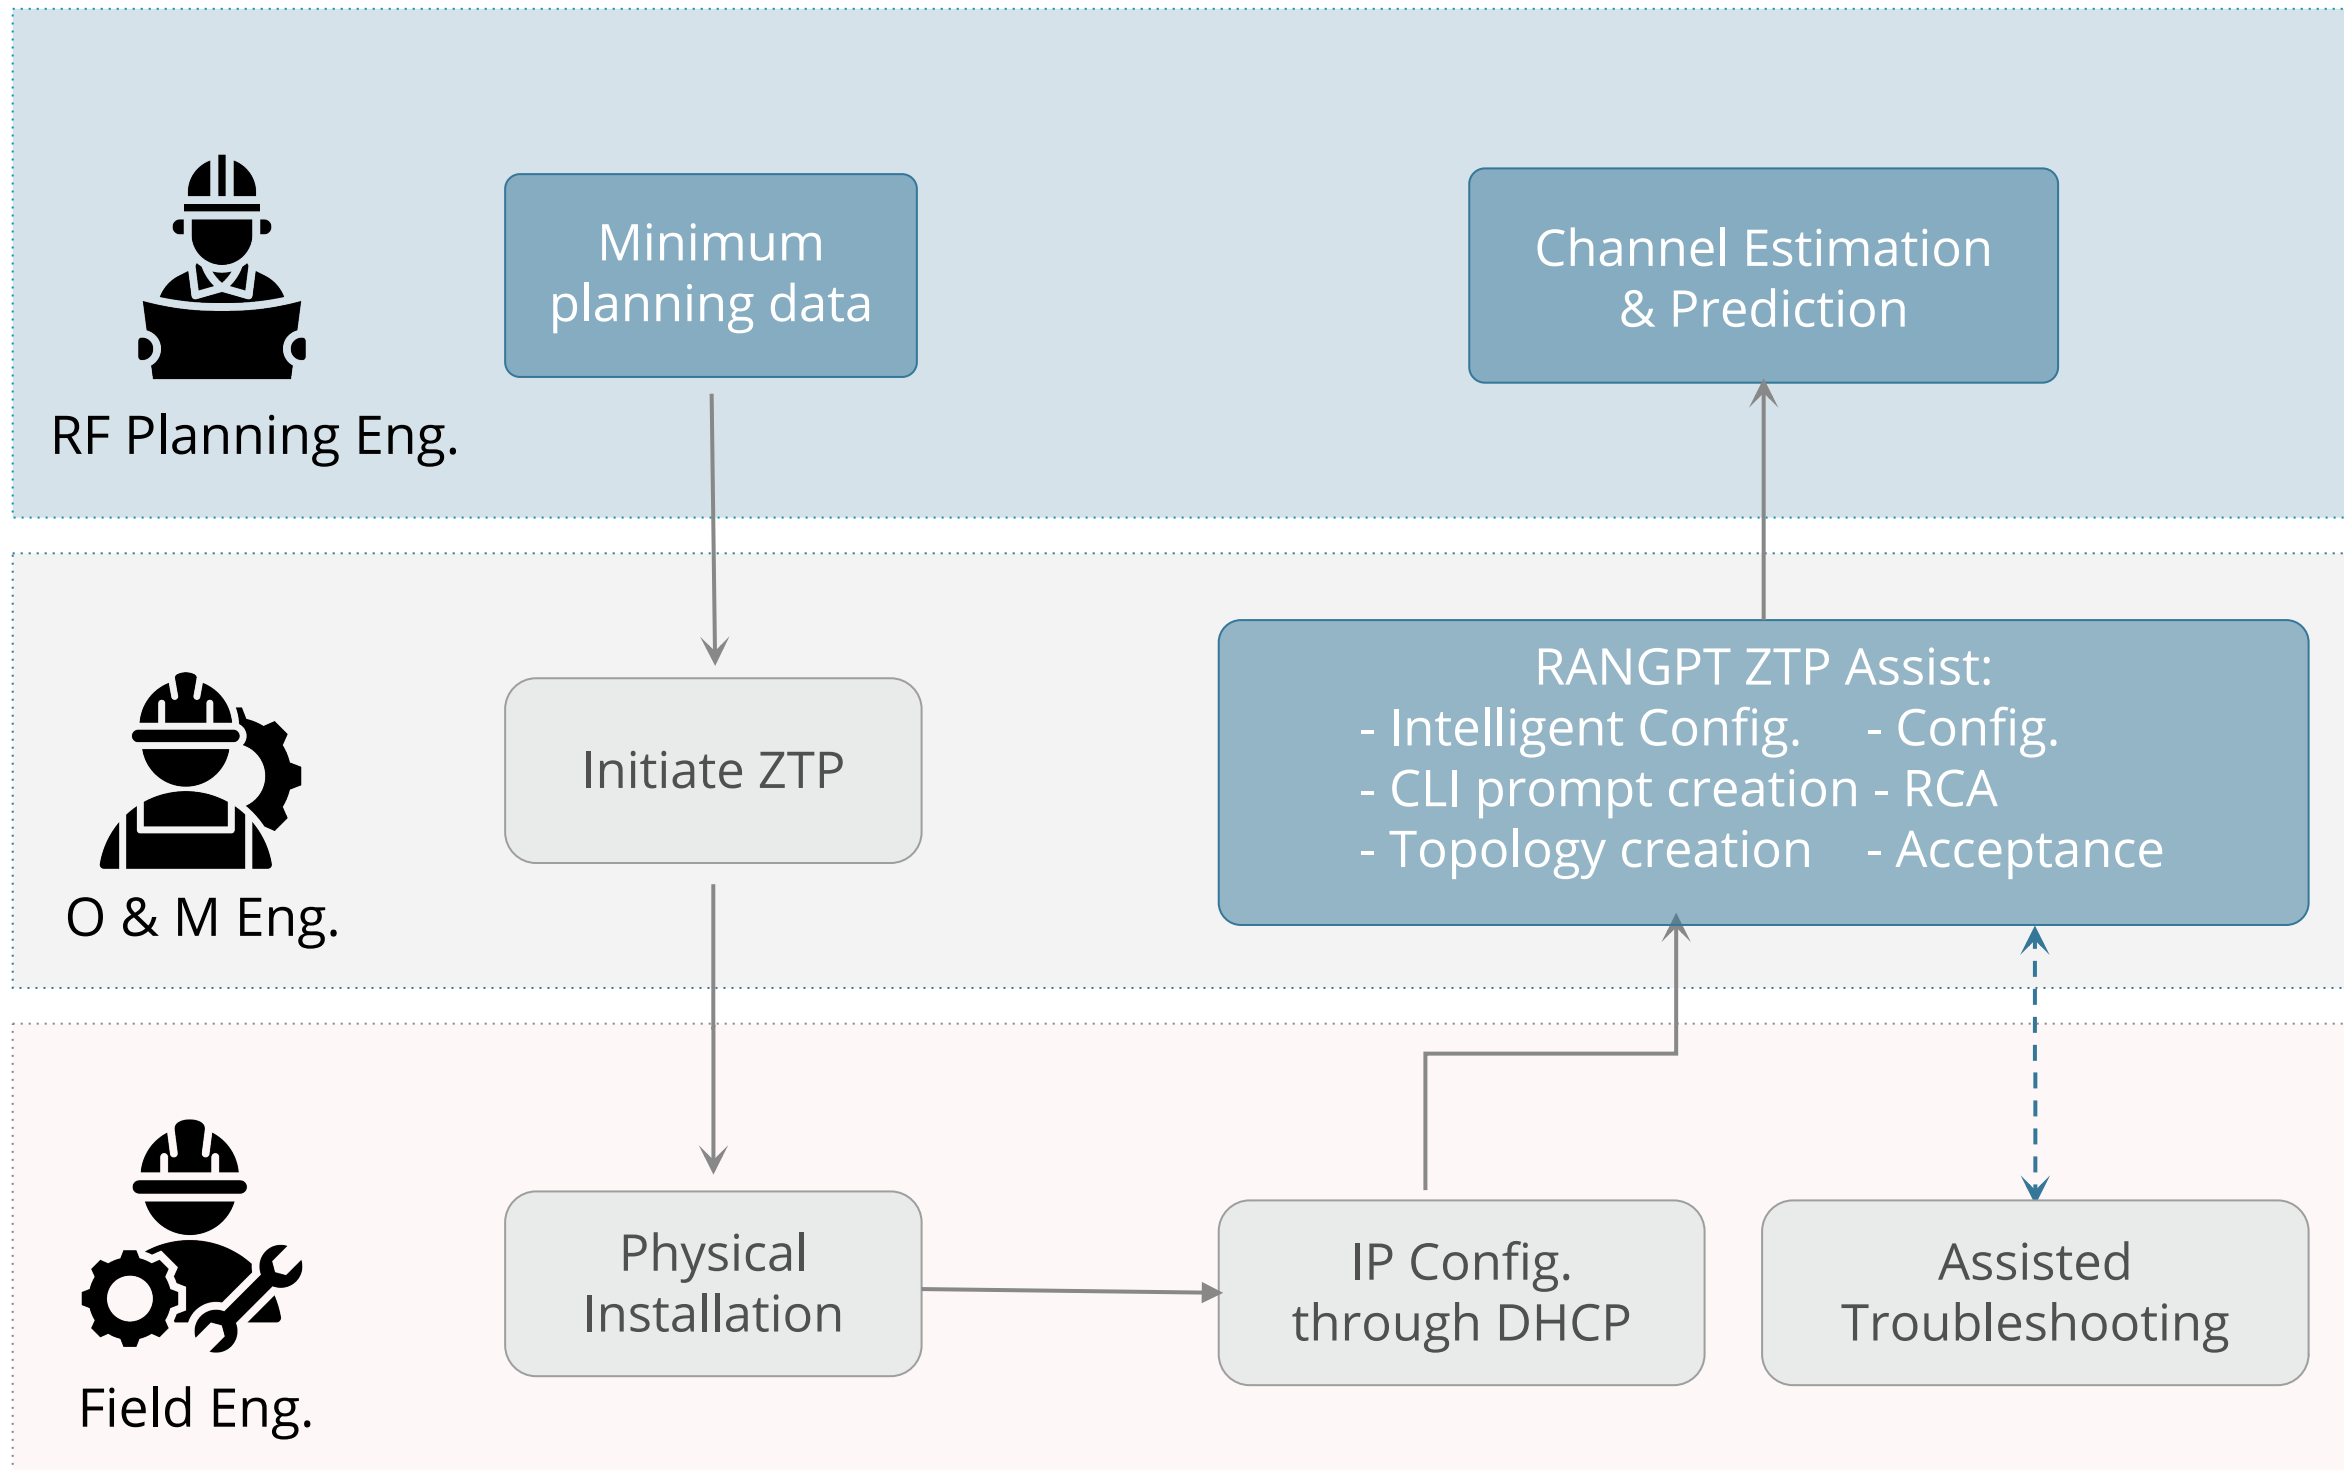 Minimum
planning data
Channel Estimation
& Prediction
RF Planning Eng.
Initiate ZTP
RANGPT ZTP Assist:
- Intelligent Config. - Config.
- CLI prompt creation - RCA
- Topology creation - Acceptance
O & M Eng.
Physical
Installation
IP Config.
through DHCP
Assisted
Troubleshooting
Field Eng.